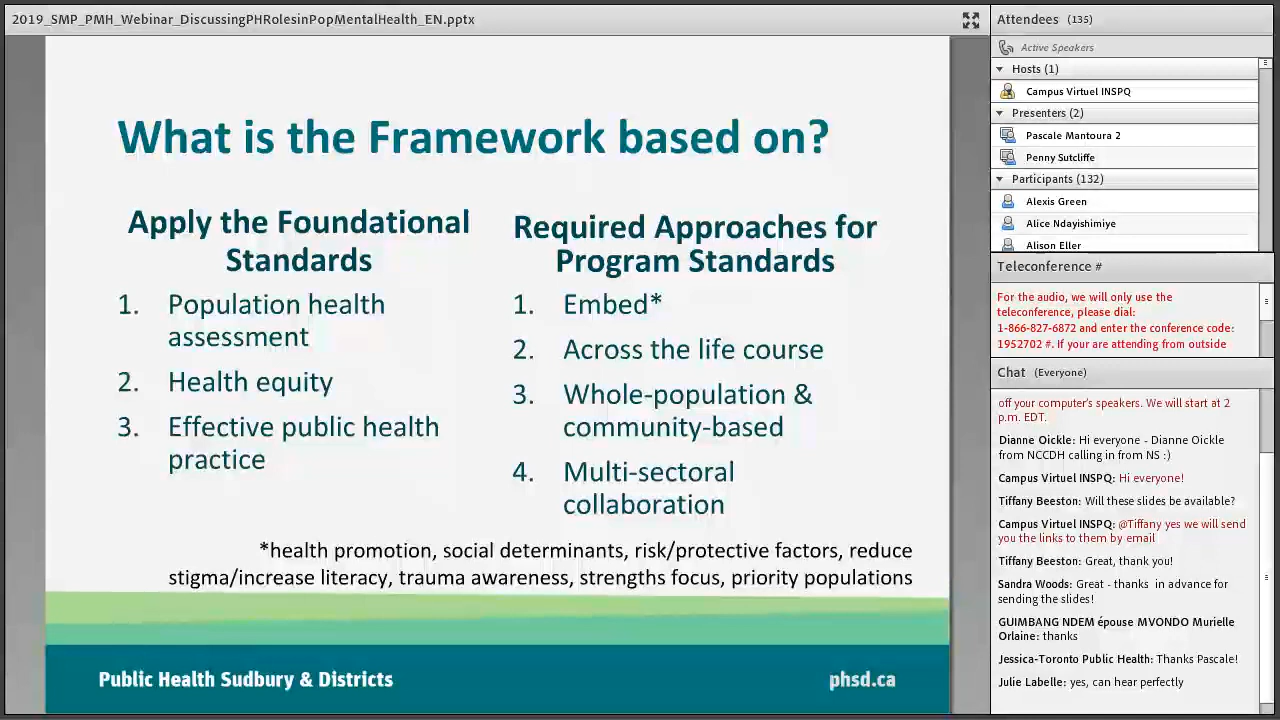 2019_SMP_PMH_Webinar_DiscussingPHRolesinPopMentalHealth_EN.pptx
What is the Framework based on?
Apply the Foundational
Standards
1. Population health
assessment
2. Health equity
3. Effective public health
practice
Required Approaches for
Program Standards
1. Embed*
2. Across the life course
3. Whole-population &
community-based
4. Multi-sectoral
collaboration
*health promotion, social determinants, risk/protective factors, reduce
stigma/increase literacy, trauma awareness, strengths focus, priority populations
Public Health Sudbury & Districts
phsd.ca
Attendees (135)
Active Speakers
Hosts (1)
Campus Virtuel INSPQ
Presenters (2)
Pascale Mantoura 2
Penny Sutcliffe
Participants (132)
Alexis Green
Alice Ndayishimiye
Alison Eller
Teleconference #
For the audio, we will only use the
teleconference, please dial:
1-866-827-6872 and enter the conference code:
1952702 #. If your are attending from outside
Chat (Everyone)
off your computer's speakers. We will start at 2
p.m. EDT.
Dianne Oickle: Hi everyone - Dianne Oickle
from NCCDH calling in from NS :)
Campus Virtuel INSPQ: Hi everyone!
Tiffany Beeston: Will these slides be available?
Campus Virtuel INSPQ: @Tiffany yes we will send
you the links to them by email
Tiffany Beeston: Great, thank you!
Sandra Woods: Great - thanks in advance for
sending the slides!
GUIMBANG NDEM épouse MVONDO Murielle
Orlaine: thanks
Jessica-Toronto Public Health: Thanks Pascale!
Julie Labelle: yes, can hear perfectly